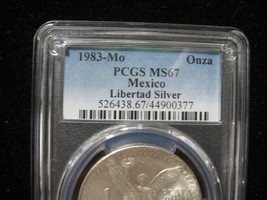 1983-Mo Onza
PCGS MS67
Mexico
Libertad Silver
526438.67/44900377